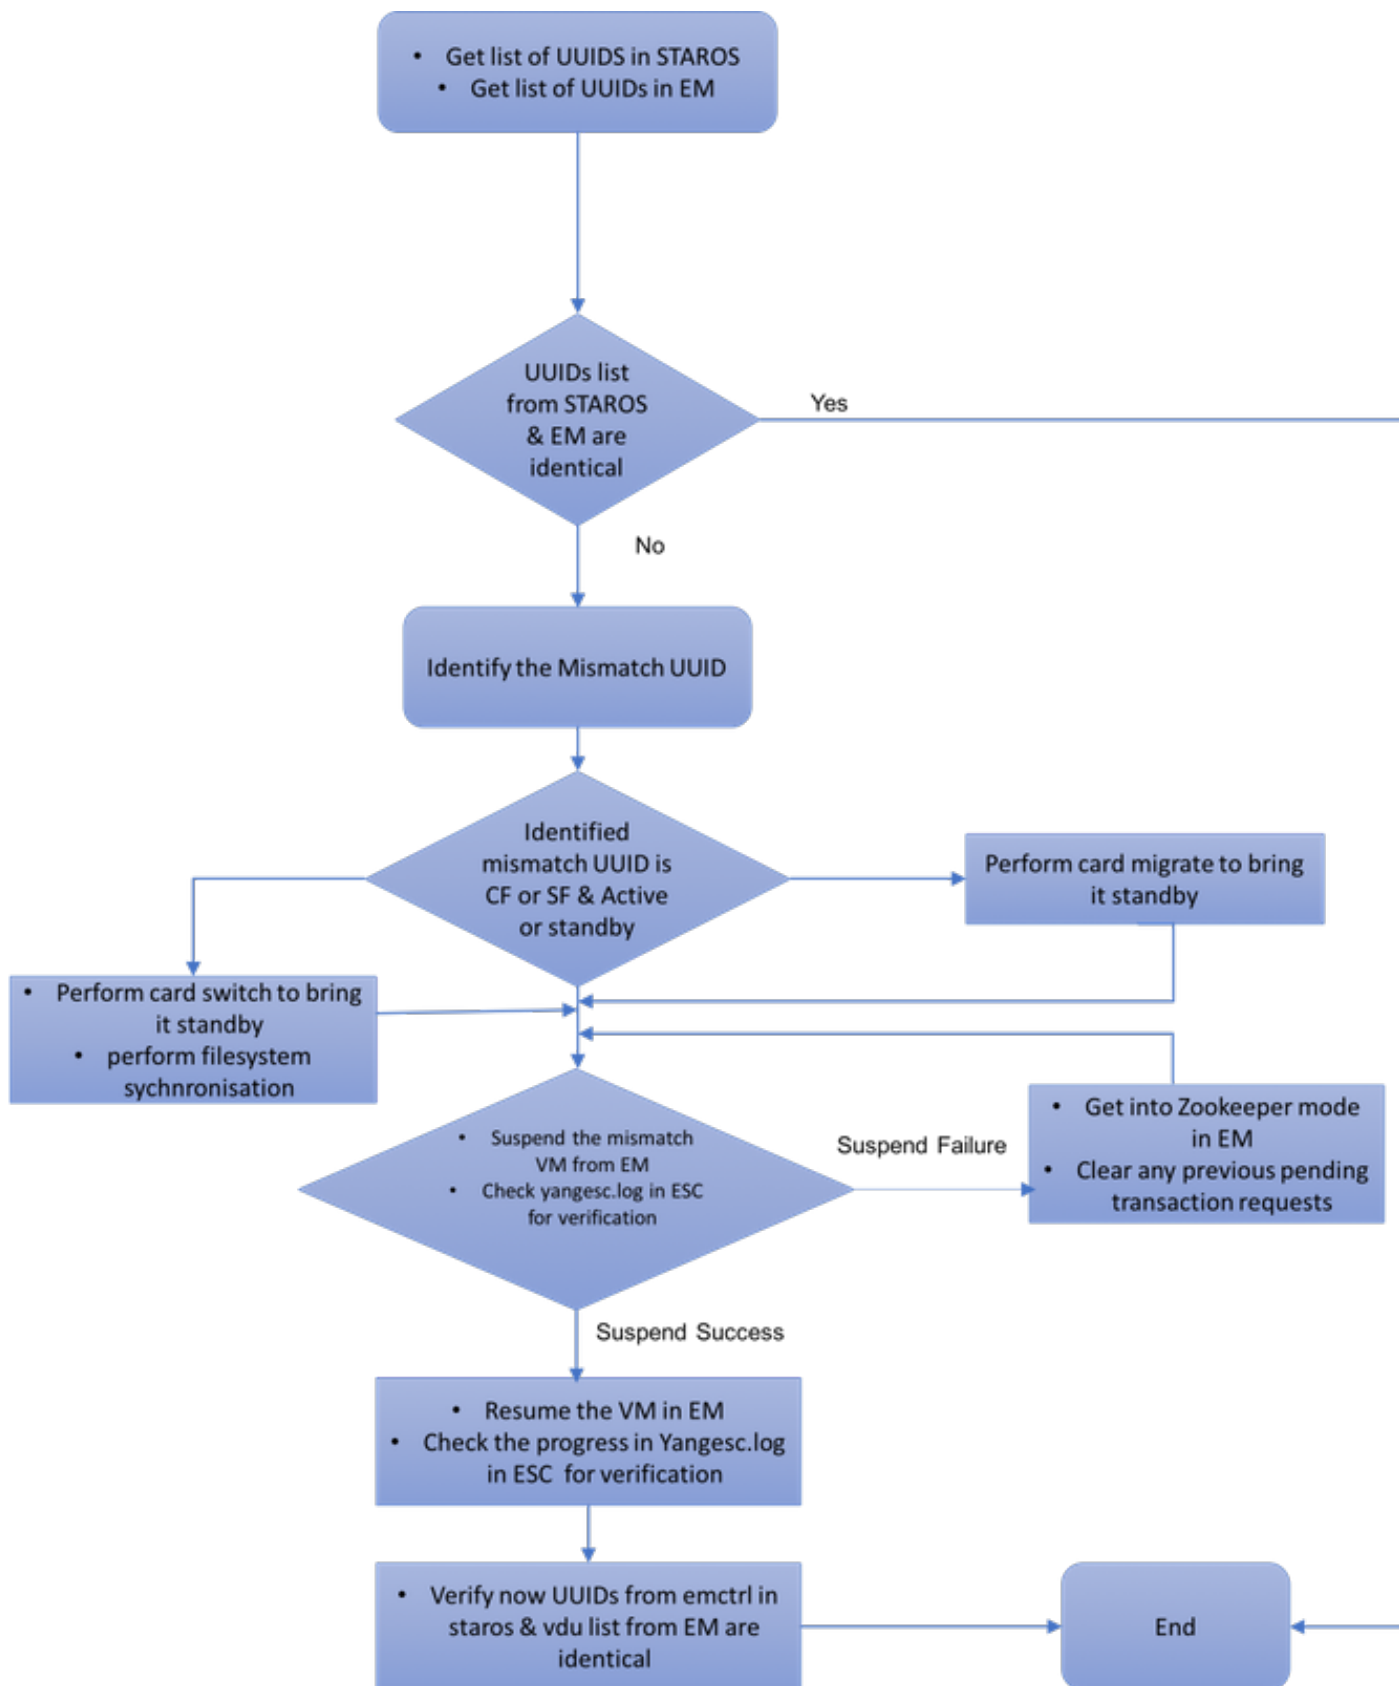 • Get list of UUIDS in STAROS
• Get list of UUIDs in EM
UUIDs list
from STAROS
& EM are
identical
Yes
No
Identify the Mismatch UUID
Identified
mismatch UUID is
CF or SF & Active
or standby
Perform card migrate to bring
it standby
• Perform card switch to bring
it standby
• perform filesystem
sychnronisation
• Suspend the mismatch
VM from EM
• Check yangesc.log in ESC
for verification
Suspend Failure
• Get into Zookeeper mode
in EM
• Clear any previous pending
transaction requests
Suspend Success
• Resume the VM in EM
• Check the progress in Yangesc.log
in ESC for verification
• Verify now UUIDs from emctrl in
staros & vdu list from EM are
identical
End